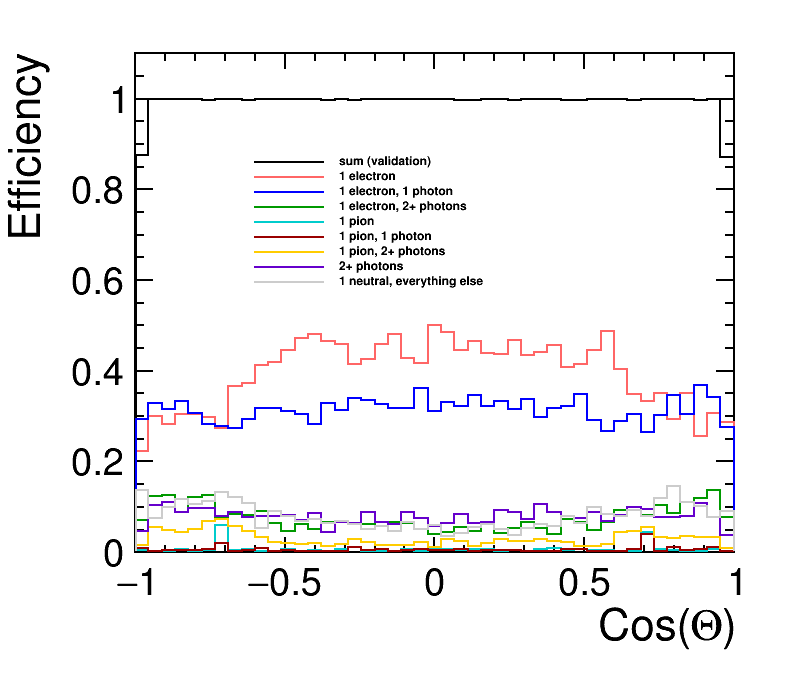 Efficiency
1
0.8
0.6
0.4
0.2
0
sum (validation)
1 electron
1 electron, 1 photon
1 electron, 2+ photons
1 pion
1 pion, 1 photon
1 pion, 2+ photons
2+ photons
1 neutral, everything else
−1 −0.5 0 0.5 1
Cos(Θ)